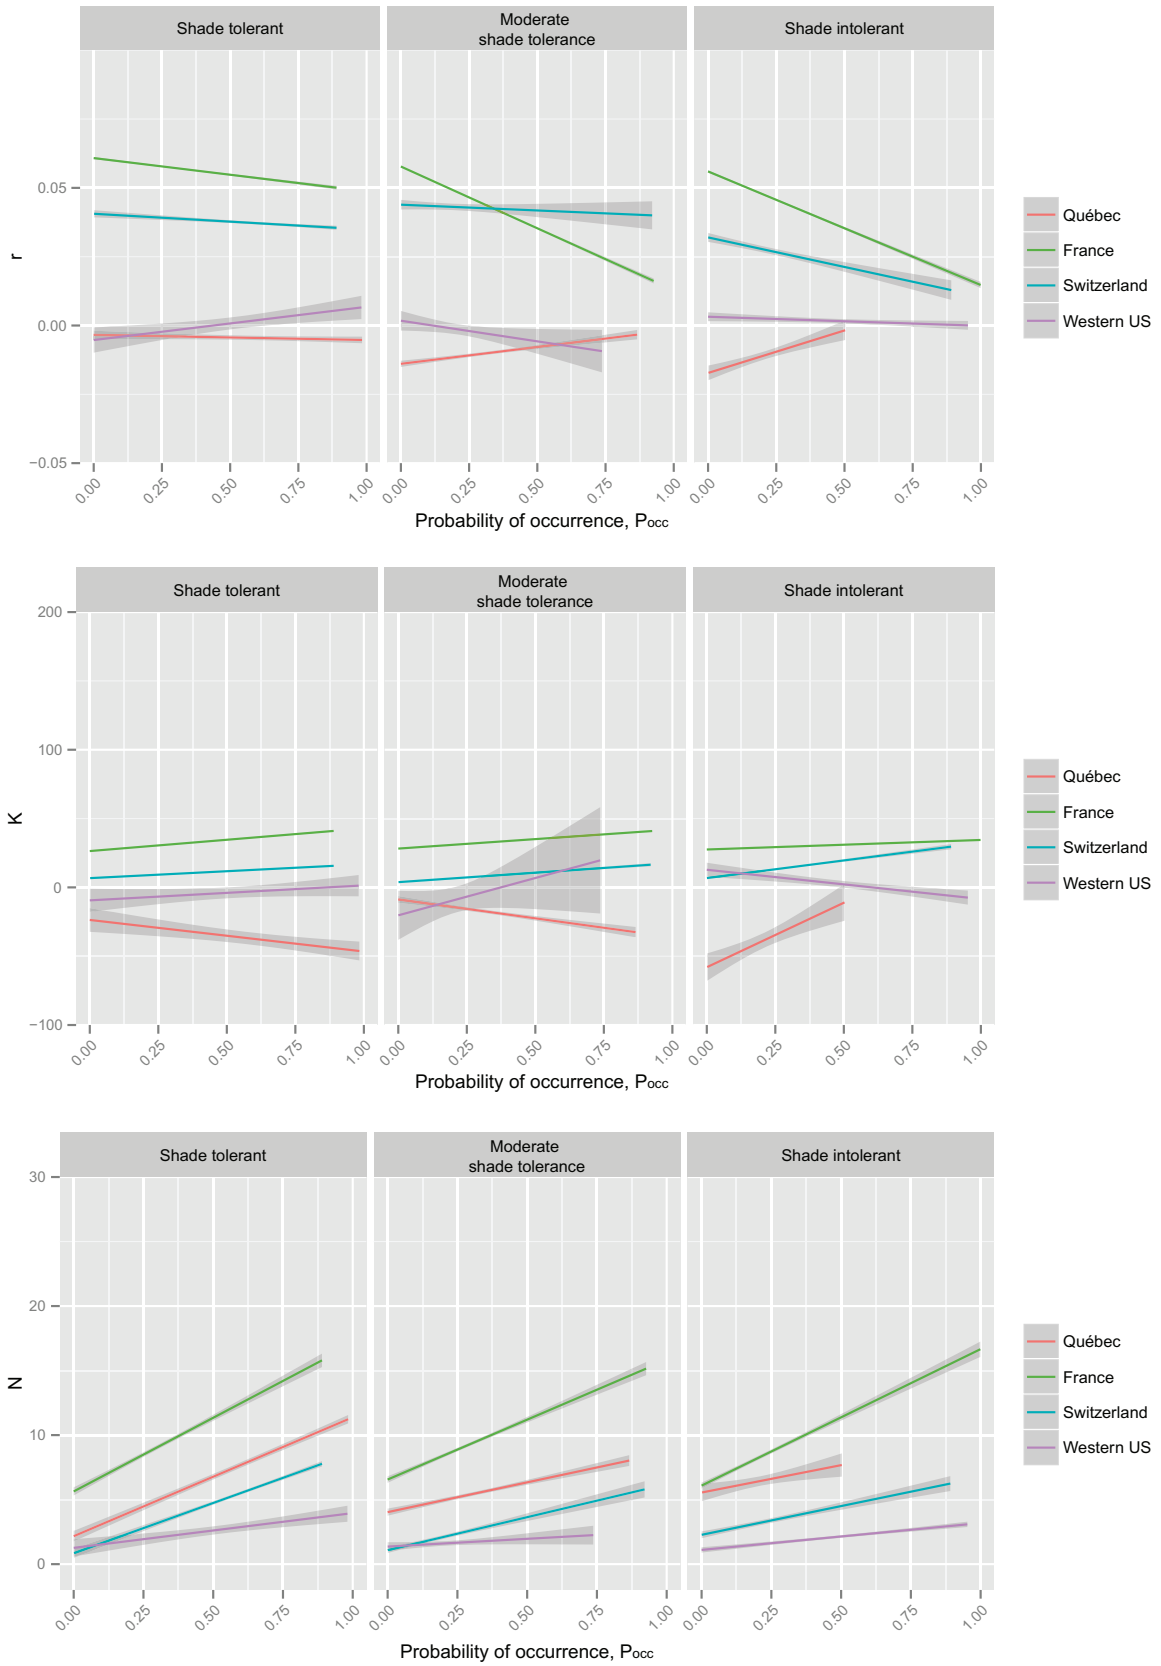 Shade tolerant
Moderate
shade tolerance
Shade intolerant
r
0.05
0.00
−0.05
0.00 0.25 0.50 0.75 1.00
0.00 0.25 0.50 0.75 1.00
0.00 0.25 0.50 0.75 1.00
Probability of occurrence, Pocc
Québec
France
Switzerland
Western US
Shade tolerant
Moderate
shade tolerance
Shade intolerant
K
200
100
0
−100
0.00 0.25 0.50 0.75 1.00
0.00 0.25 0.50 0.75 1.00
0.00 0.25 0.50 0.75 1.00
Probability of occurrence, Pocc
Québec
France
Switzerland
Western US
Shade tolerant
Moderate
shade tolerance
Shade intolerant
N
30
20
10
0
0.00 0.25 0.50 0.75 1.00
0.00 0.25 0.50 0.75 1.00
0.00 0.25 0.50 0.75 1.00
Probability of occurrence, Pocc
Québec
France
Switzerland
Western US